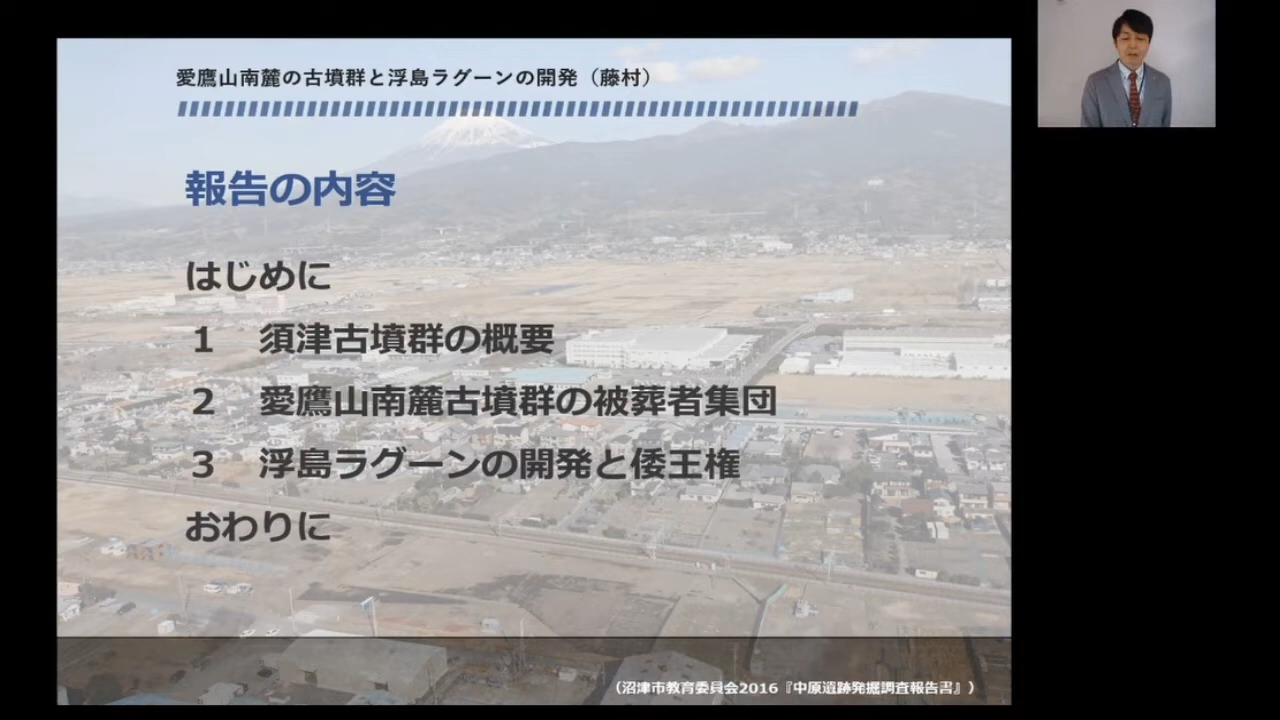 愛鷹山南麓の古墳群と浮島ラグーンの開発（藤村）
報告の内容
はじめに
1　須津古墳群の概要
2　愛鷹山南麓古墳群の被葬者集団
3　浮島ラグーンの開発と倭王権
おわりに
（沼津市教育委員会2016『中原遺跡発掘調査報告書』）